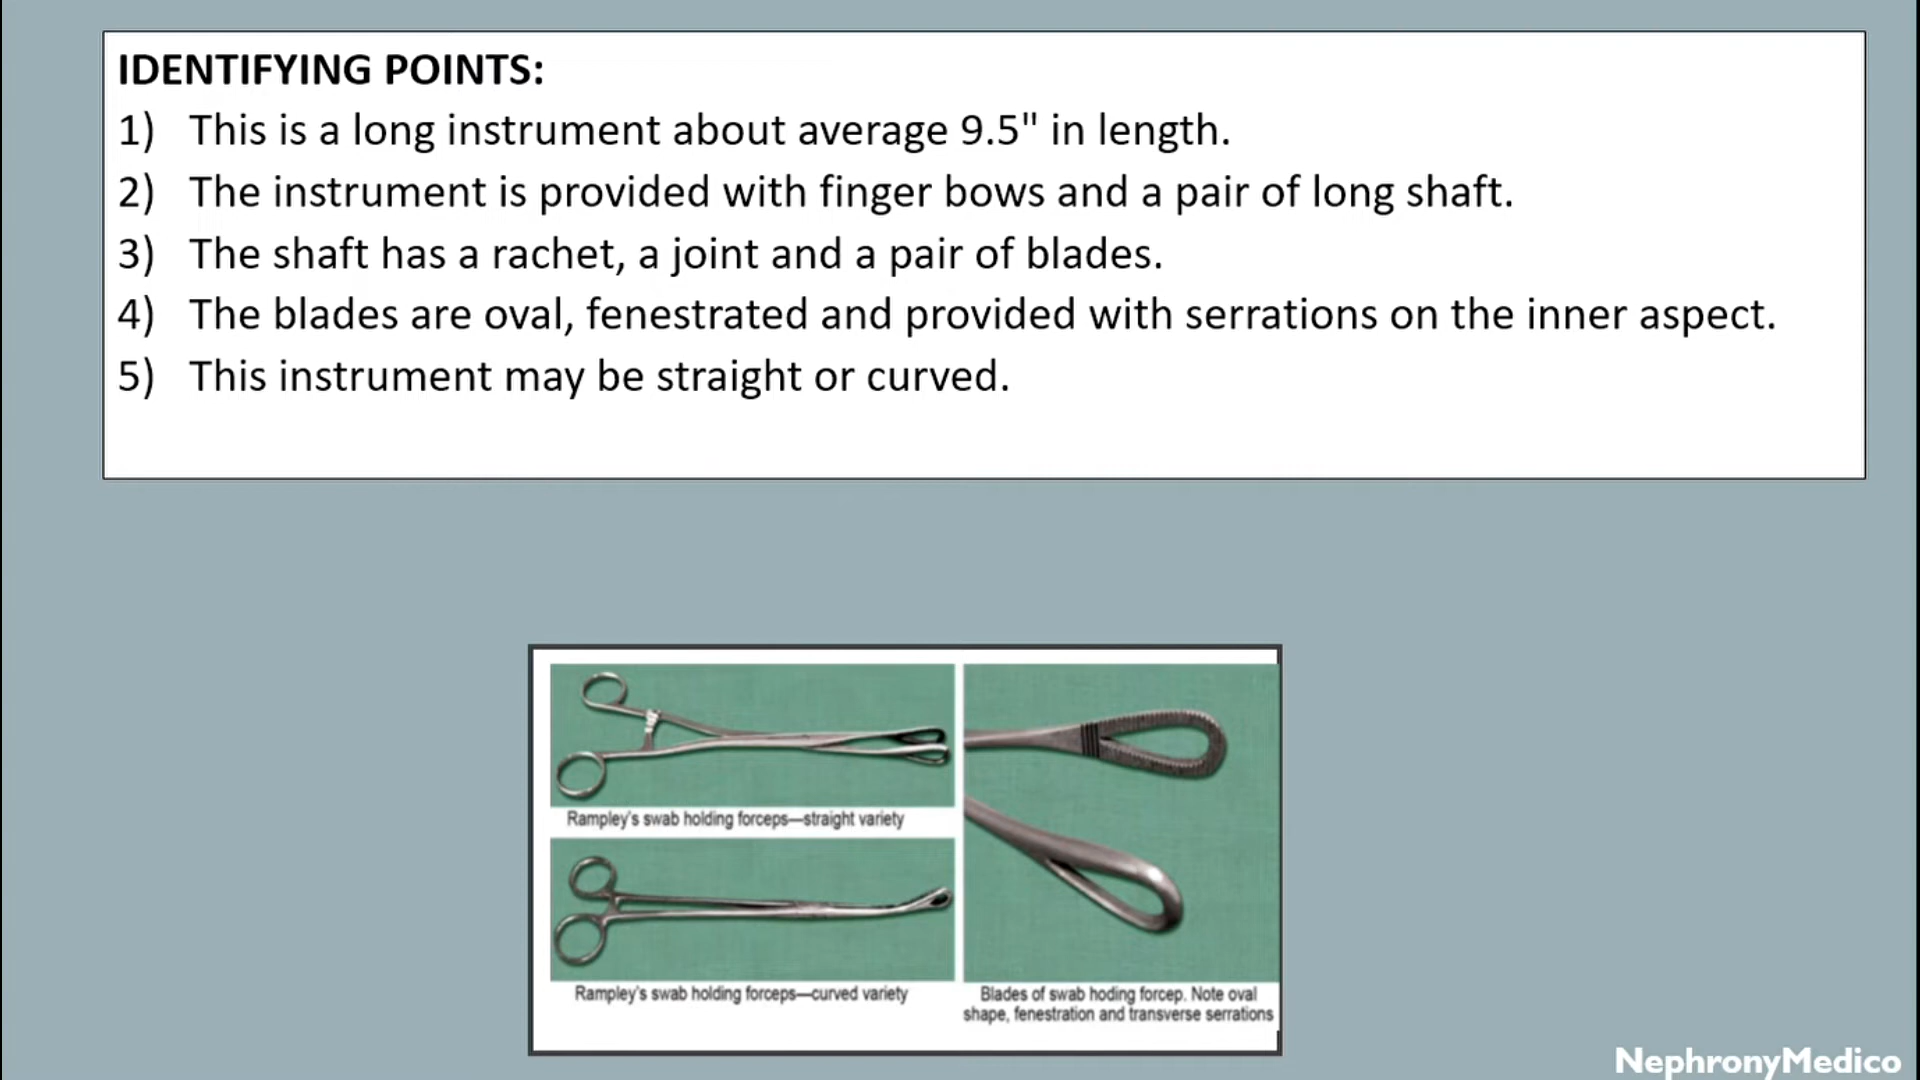 IDENTIFYING POINTS:
1) This is a long instrument about average 9.5" in length.
2) The instrument is provided with finger bows and a pair of long shaft.
3) The shaft has a rachet, a joint and a pair of blades.
4) The blades are oval, fenestrated and provided with serrations on the inner aspect.
5) This instrument may be straight or curved.
Rampley's swab holding forceps—straight variety
Rampley's swab holding forceps—curved variety
Blades of swab hoding forcep. Note oval
shape, fenestration and transverse serrations
NephronyMedico